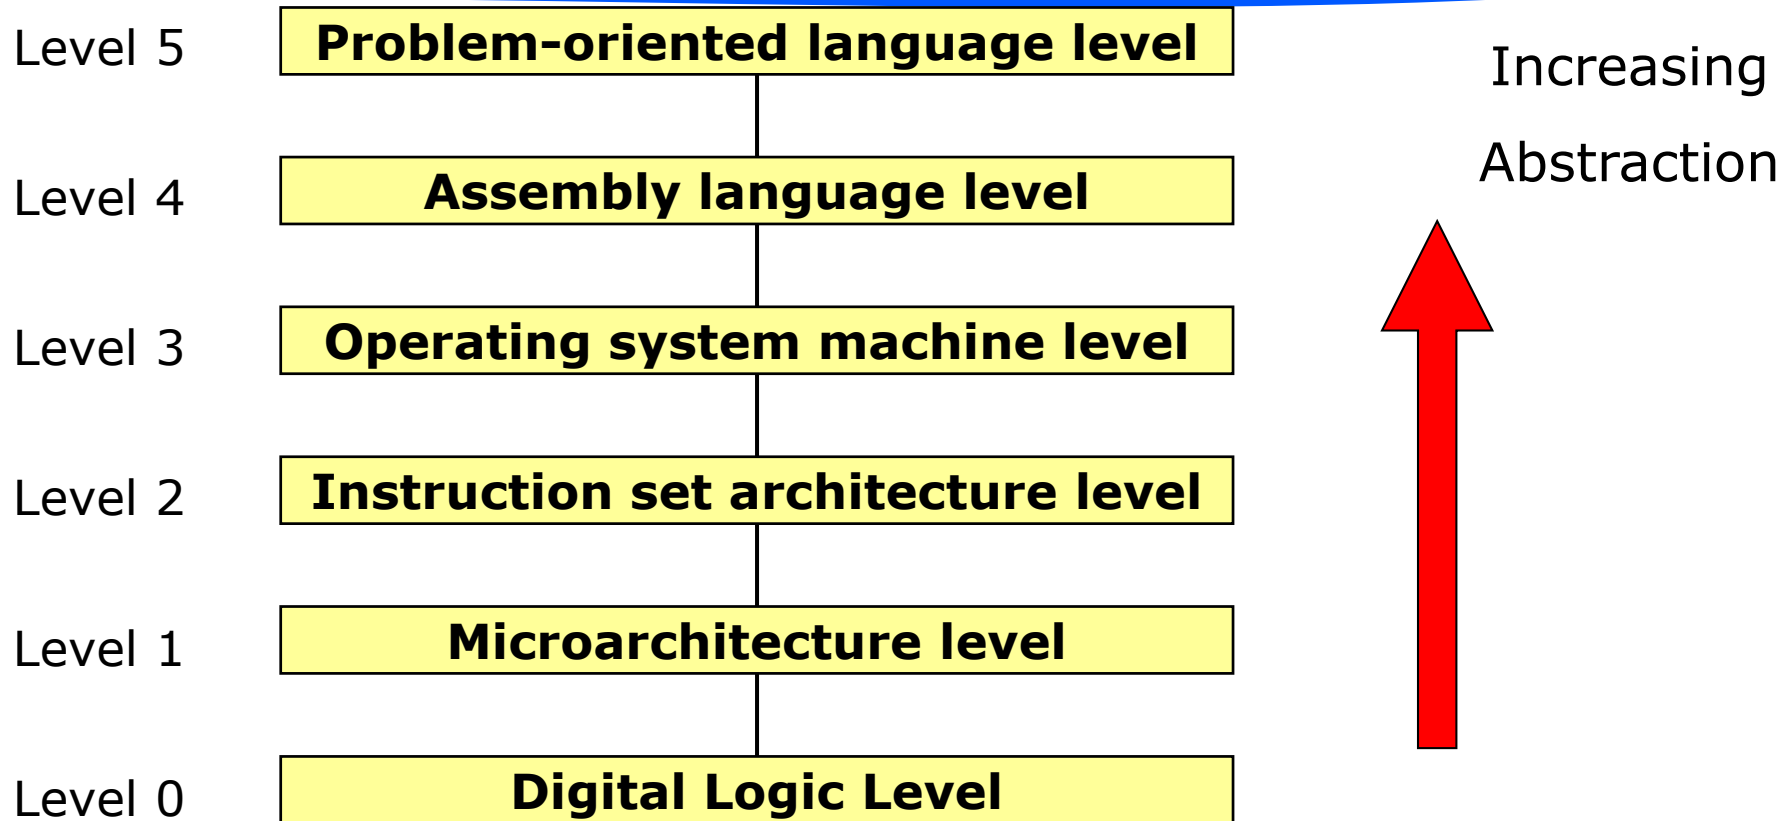 Level 5
Problem-oriented language level
Increasing
Abstraction
Level 4
Assembly language level
Level 3
Operating system machine level
Level 2
Instruction set architecture level
Level 1
Microarchitecture level
Level 0
Digital Logic Level